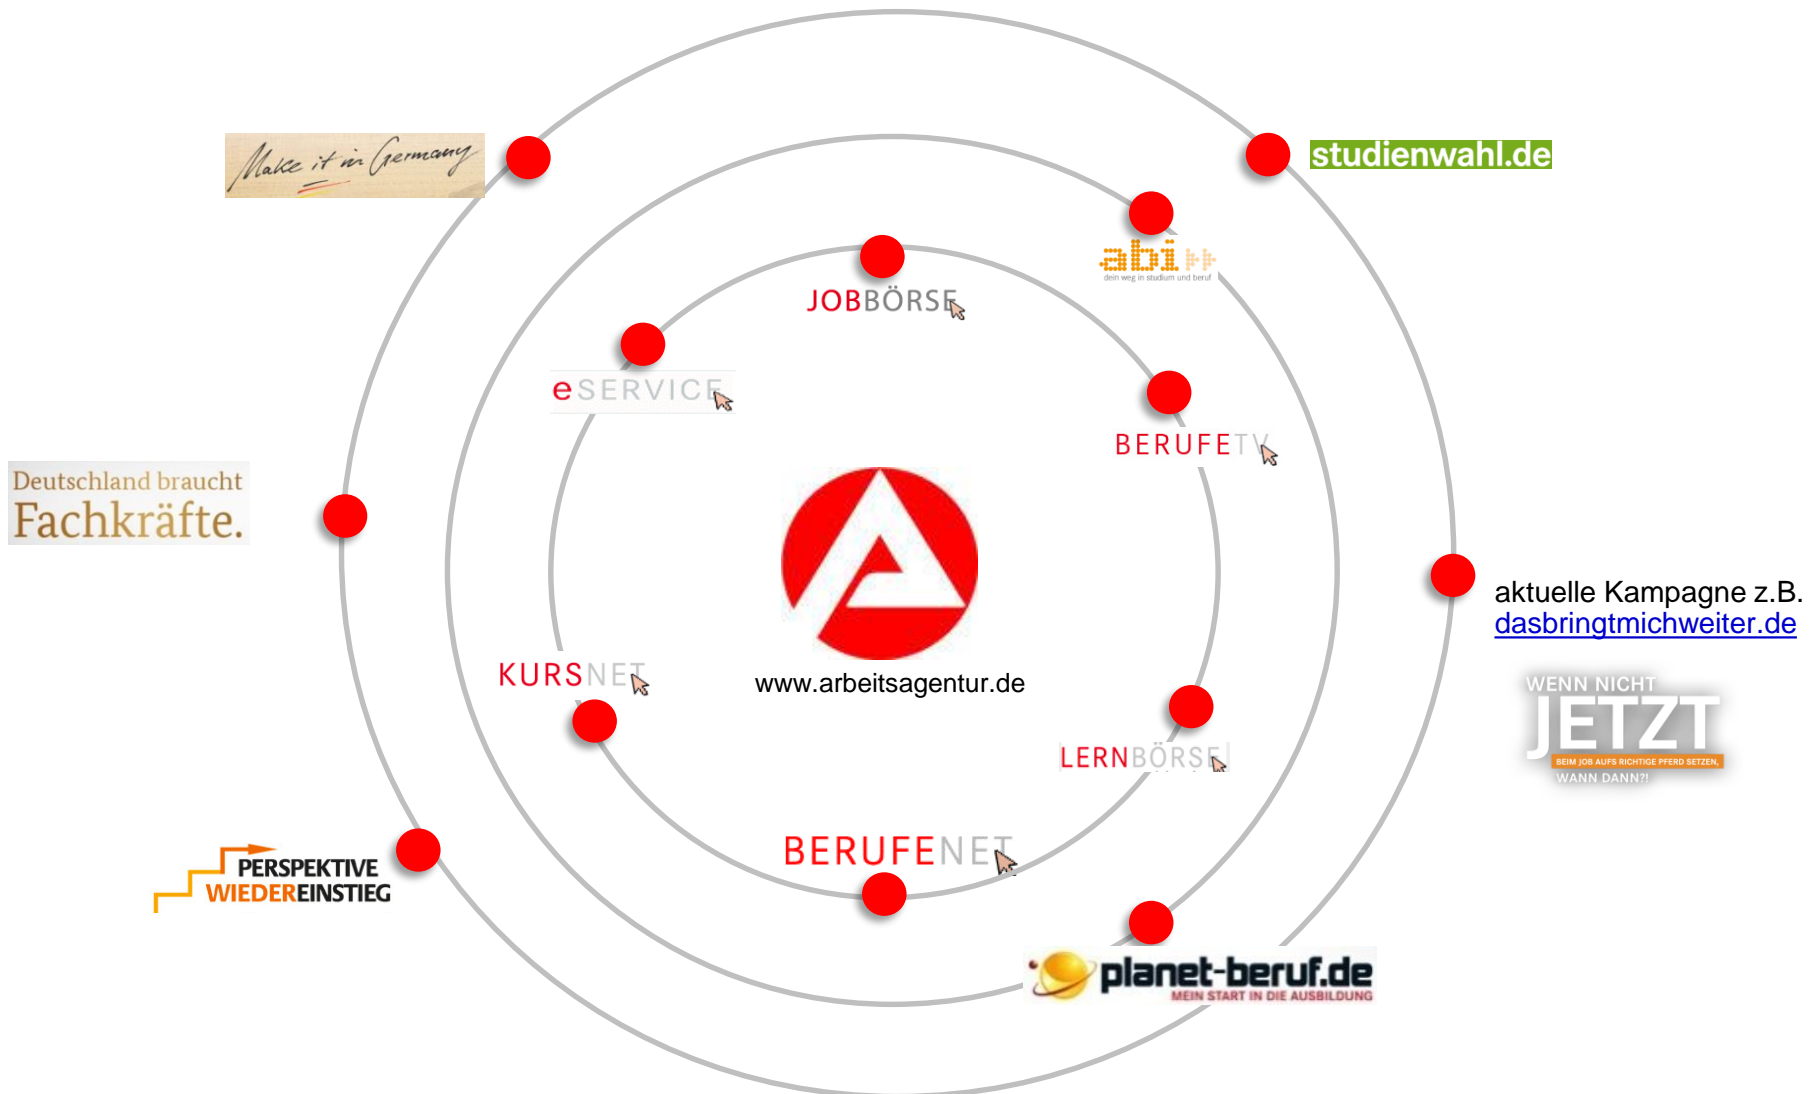 Make it in Germany
studienwahl.de
abi
dein weg in studium und beruf
JOBBÖRSE
eSERVICE
BERUFETV
Deutschland braucht
Fachkräfte.
aktuelle Kampagne z.B.
dasbringtmichweiter.de
KURSNET
www.arbeitsagentur.de
WENN NICHT
JETZT
BEIM JOB AUFS RICHTIGE PFERD SETZEN,
WANN DANN?!
LERNBÖRSE
BERUFENET
PERSPEKTIVE
WIEDEREINSTIEG
planet-beruf.de
MEIN START IN DIE AUSBILDUNG